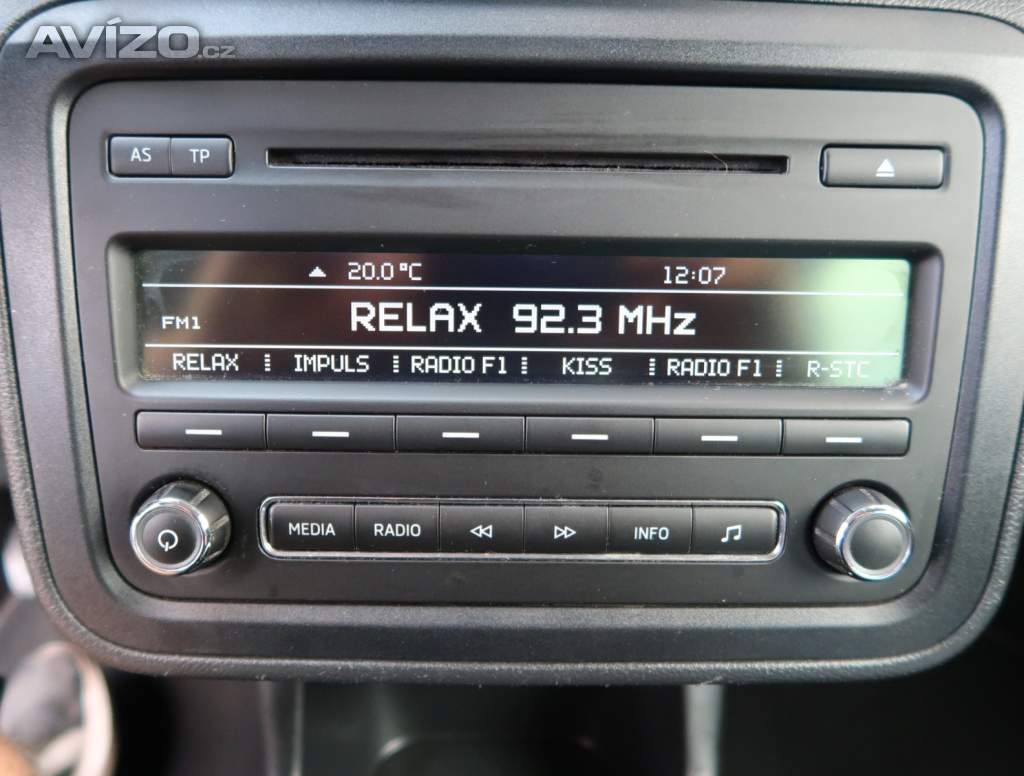 AVÍZO.cz
AS TP
20.0 °C 12:07
FM1 RELAX 92.3 MHz
RELAX IMPULS RADIO F1 KISS RADIO F1 R-STC
MEDIA RADIO INFO